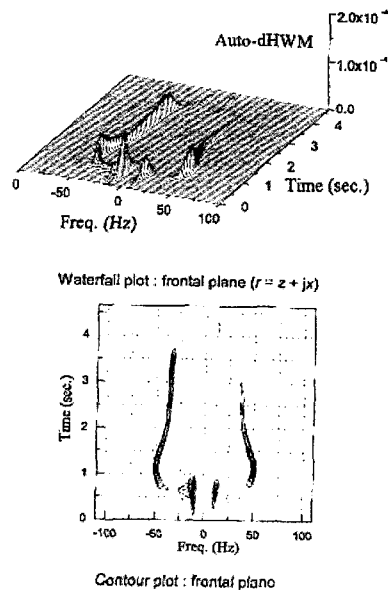 2.0x10⁻⁴
Auto-dHWM
1.0x10⁻⁴
0.0
4
3
2
1
0
Time (sec.)
0
-50
0
50
100
Freq. (Hz)
Waterfall plot : frontal plane (r = z + jx)
Time (sec.)
3
2
1
0
-100
-50
0
50
100
Freq. (Hz)
Contour plot : frontal plane